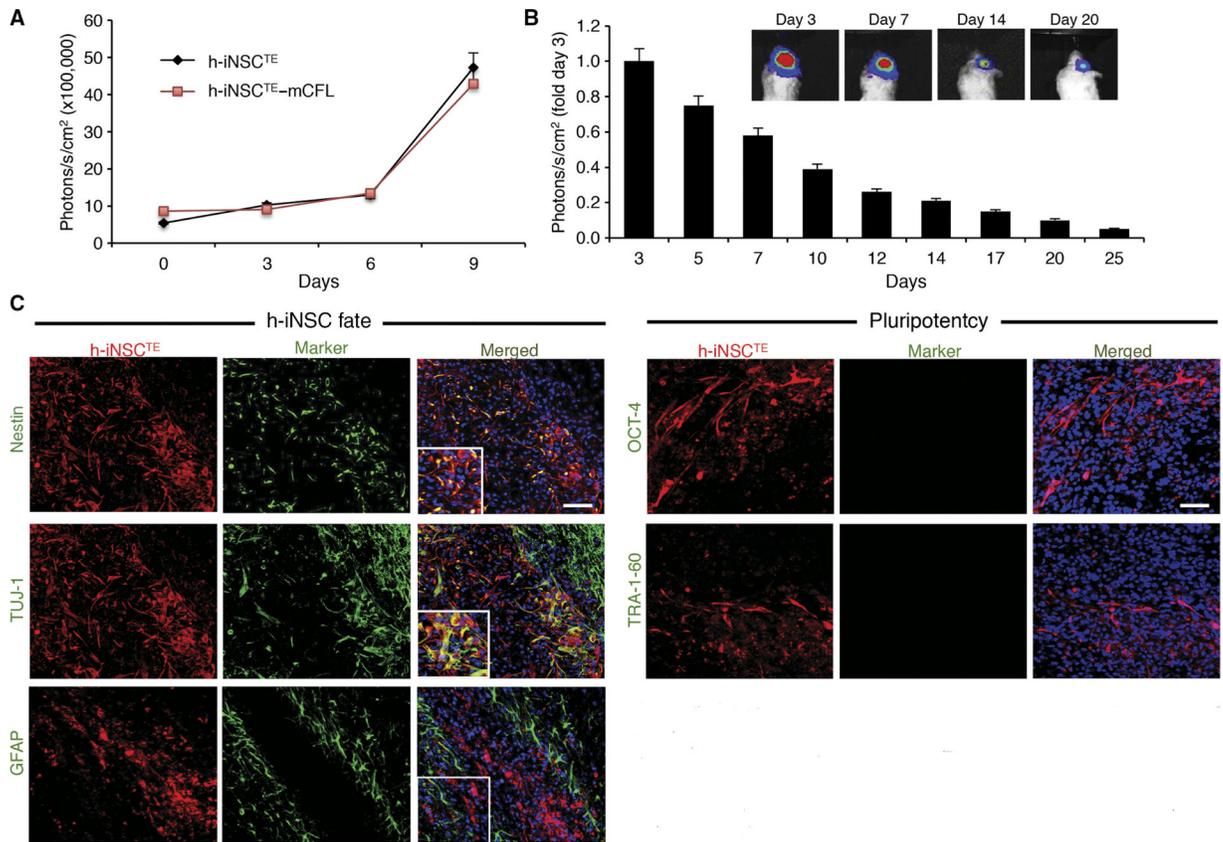 A
60
50
40
30
20
10
0
Photons/s/cm² (x100,000)
h-iNSCᵀᴱ
h-iNSCᵀᴱ–mCFL
0 3 6 9
Days
B
1.2
1.0
0.8
0.6
0.4
0.2
0.0
Photons/s/cm² (fold day 3)
Day 3 Day 7 Day 14 Day 20
3 5 7 10 12 14 17 20 25
Days
C
h-iNSC fate
h-iNSCᵀᴱ Marker Merged
Nestin
TUJ-1
GFAP
Pluripotentcy
h-iNSCᵀᴱ Marker Merged
OCT-4
TRA-1-60